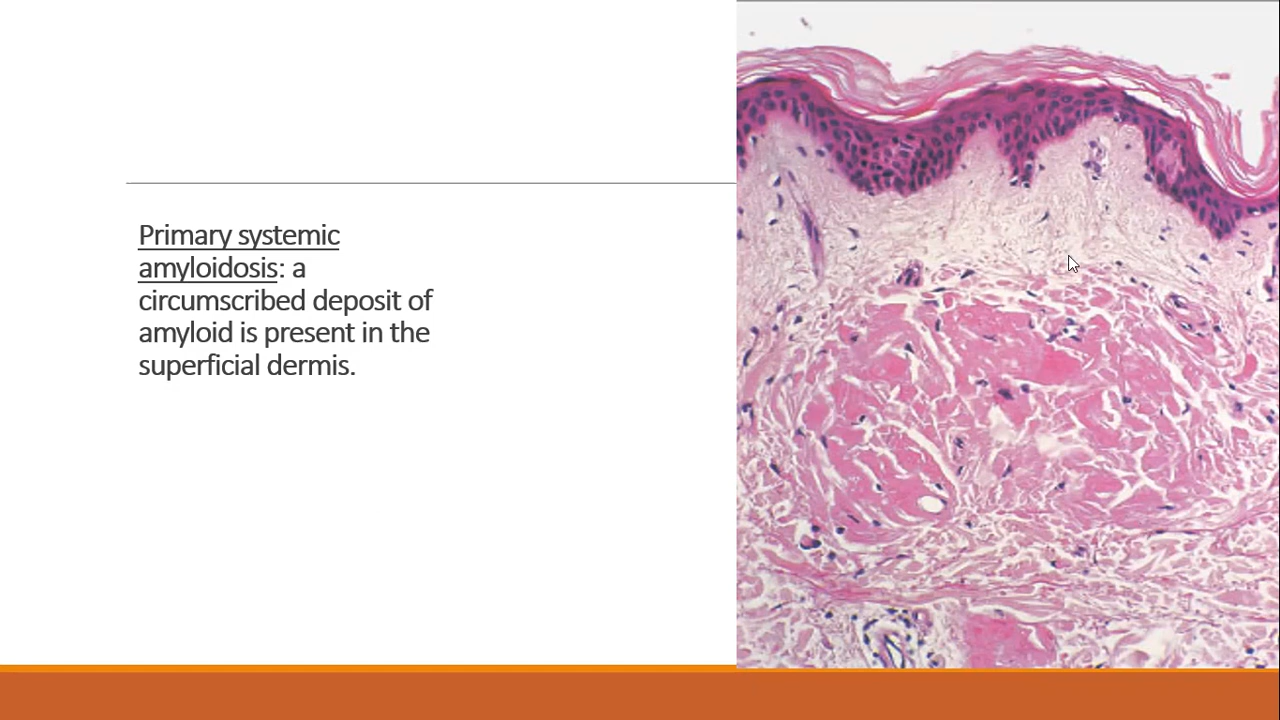 Primary systemic
amyloidosis: a
circumscribed deposit of
amyloid is present in the
superficial dermis.